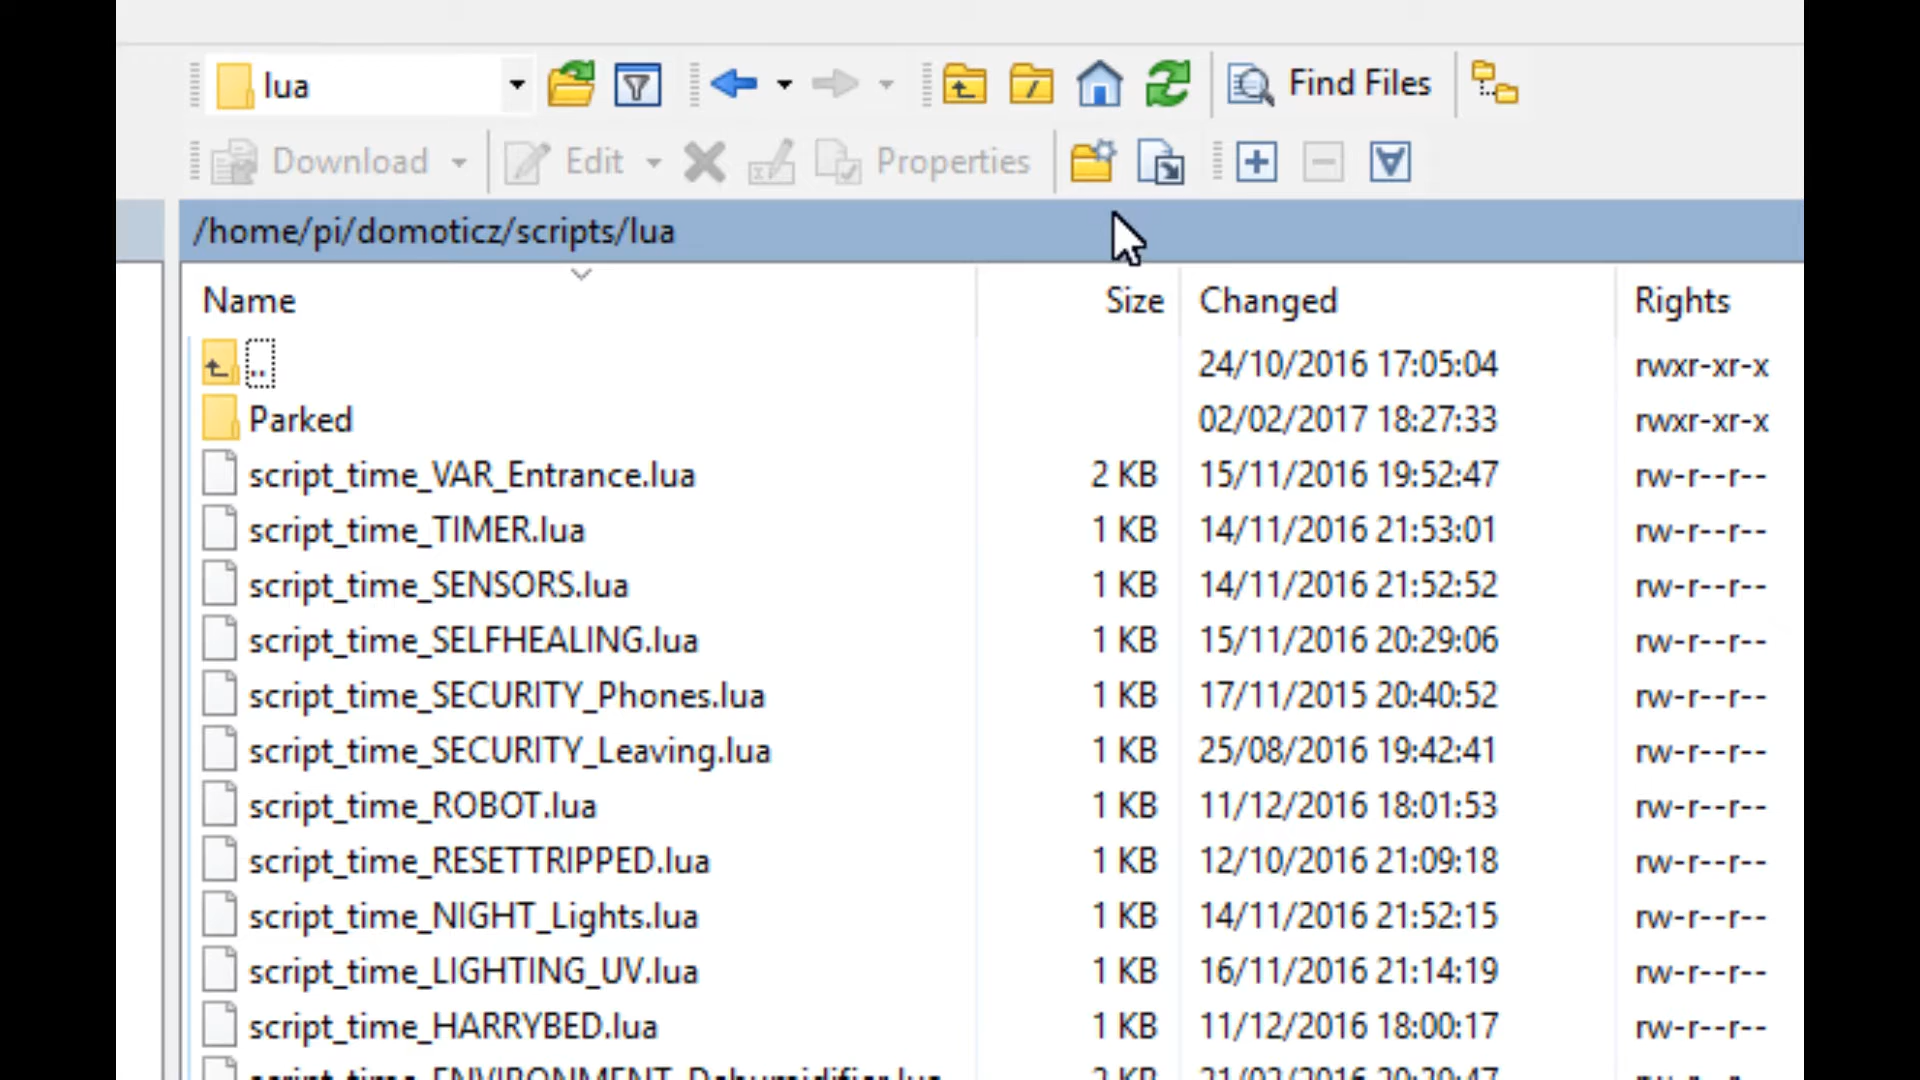 lua Find Files
Download Edit Properties
/home/pi/domoticz/scripts/lua
Name Size Changed Rights
.. 24/10/2016 17:05:04 rwxr-xr-x
Parked 02/02/2017 18:27:33 rwxr-xr-x
script_time_VAR_Entrance.lua 2 KB 15/11/2016 19:52:47 rw-r--r--
script_time_TIMER.lua 1 KB 14/11/2016 21:53:01 rw-r--r--
script_time_SENSORS.lua 1 KB 14/11/2016 21:52:52 rw-r--r--
script_time_SELFHEALING.lua 1 KB 15/11/2016 20:29:06 rw-r--r--
script_time_SECURITY_Phones.lua 1 KB 17/11/2015 20:40:52 rw-r--r--
script_time_SECURITY_Leaving.lua 1 KB 25/08/2016 19:42:41 rw-r--r--
script_time_ROBOT.lua 1 KB 11/12/2016 18:01:53 rw-r--r--
script_time_RESETTRIPPED.lua 1 KB 12/10/2016 21:09:18 rw-r--r--
script_time_NIGHT_Lights.lua 1 KB 14/11/2016 21:52:15 rw-r--r--
script_time_LIGHTING_UV.lua 1 KB 16/11/2016 21:14:19 rw-r--r--
script_time_HARRYBED.lua 1 KB 11/12/2016 18:00:17 rw-r--r--
script_time_ENVIRONMENT_Dehumidifier.lua